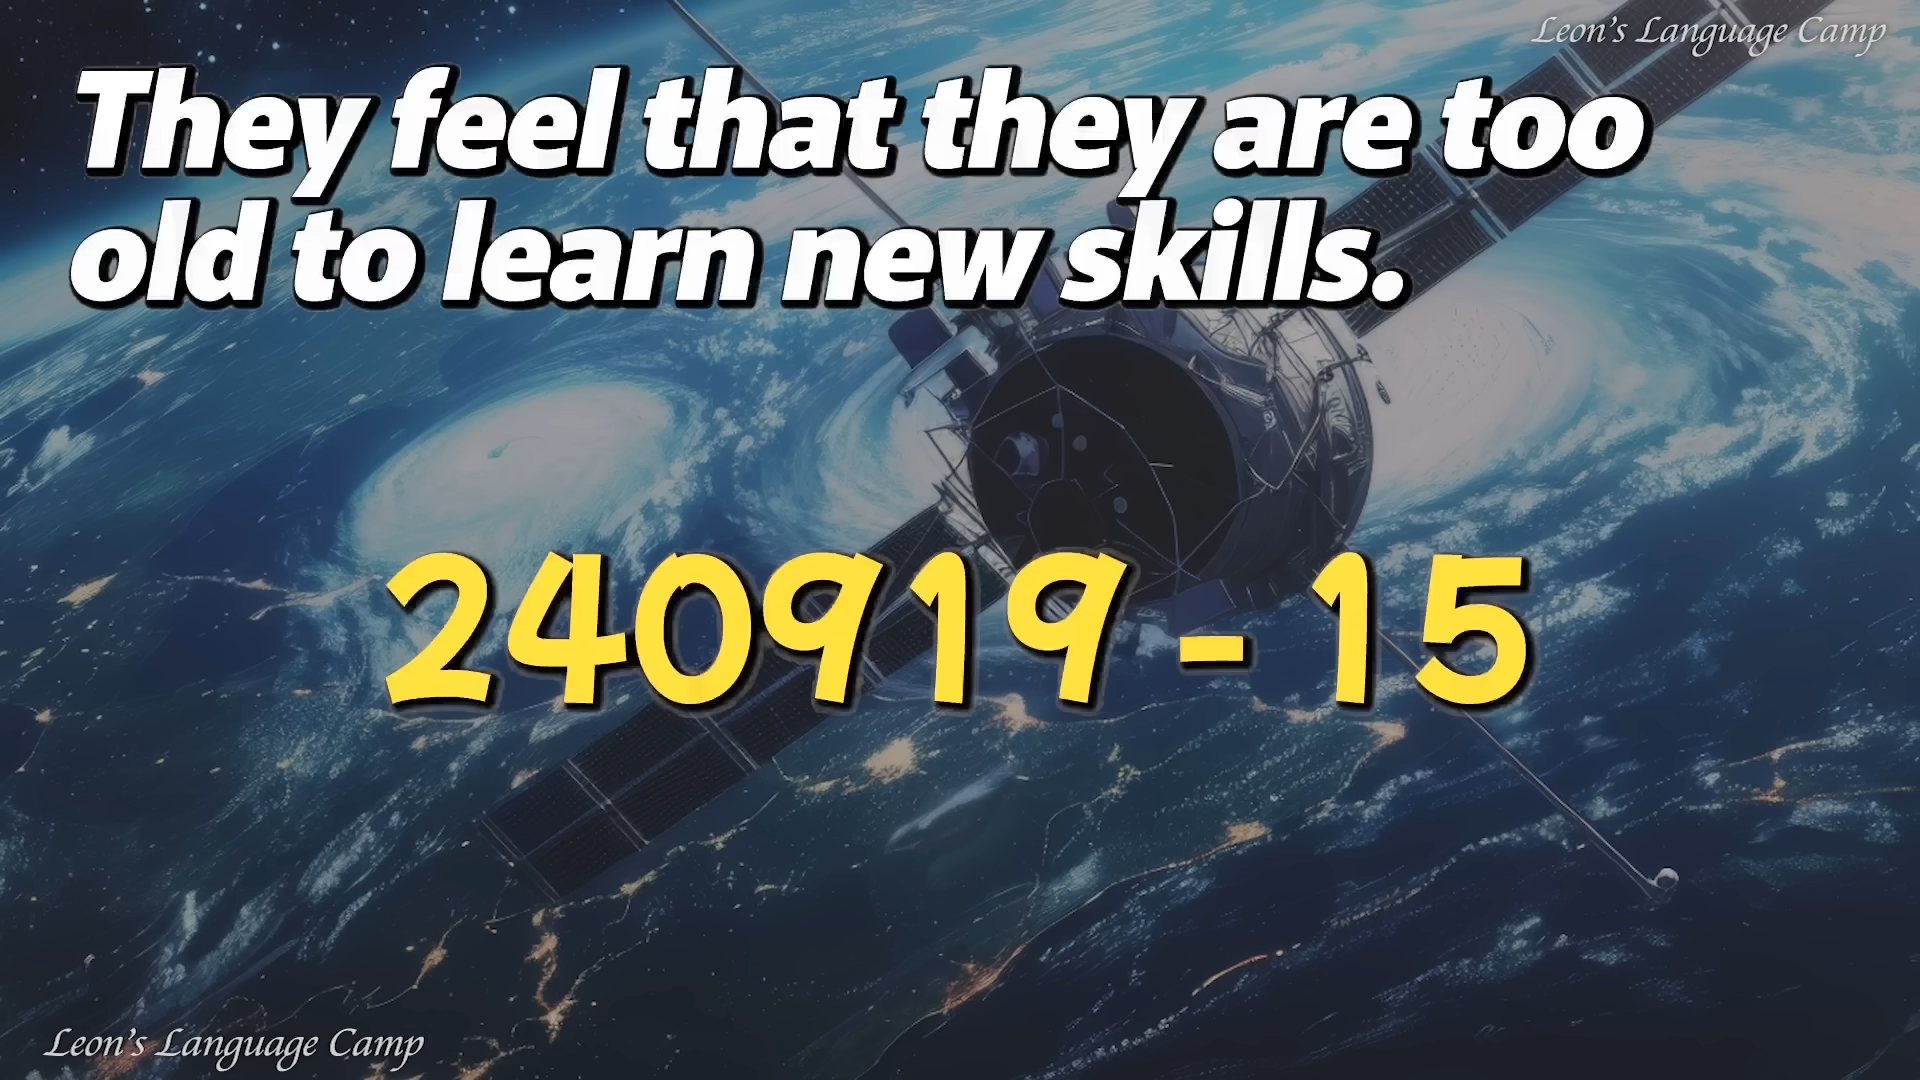 Leon's Language Camp
They feel that they are too
old to learn new skills.
240919-15
Leon's Language Camp